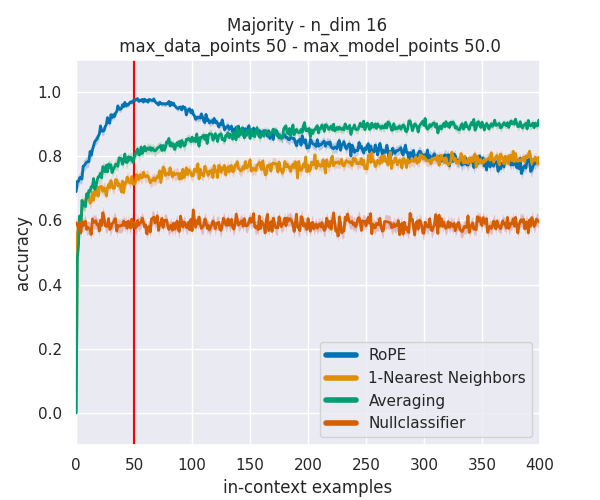 Majority - n_dim 16
max_data_points 50 - max_model_points 50.0
accuracy
1.0
0.8
0.6
0.4
0.2
0.0
RoPE
1-Nearest Neighbors
Averaging
Nullclassifier
0 50 100 150 200 250 300 350 400
in-context examples